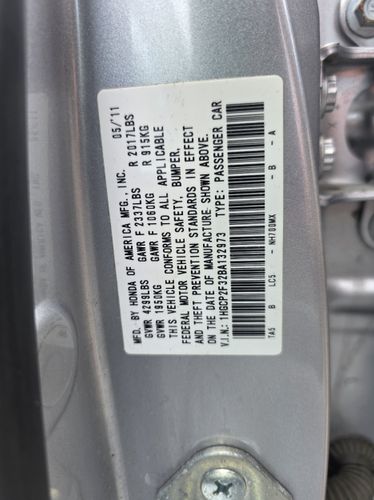 MFD. BY HONDA OF AMERICA MFG., INC. 05/'11
GVWR 4299LBS GAWR F 2337LBS R 2017LBS
GVWR 1950KG GAWR F 1060KG R 915KG
THIS VEHICLE CONFORMS TO ALL APPLICABLE
FEDERAL MOTOR VEHICLE SAFETY, BUMPER,
AND THEFT PREVENTION STANDARDS IN EFFECT
ON THE DATE OF MANUFACTURE SHOWN ABOVE.
V.I.N.: 1HGCP2F32BA132973 TYPE: PASSENGER CAR
TA5 B LC5 - NH700MX - B - A